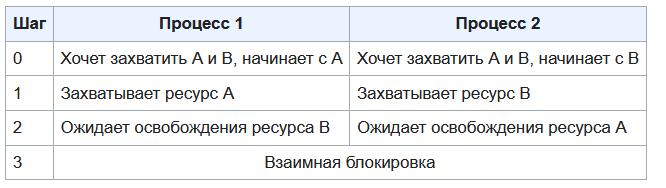 Шаг Процесс 1 Процесс 2
0 Хочет захватить A и B, начинает с A Хочет захватить A и B, начинает с B
1 Захватывает ресурс A Захватывает ресурс B
2 Ожидает освобождения ресурса B Ожидает освобождения ресурса A
3 Взаимная блокировка